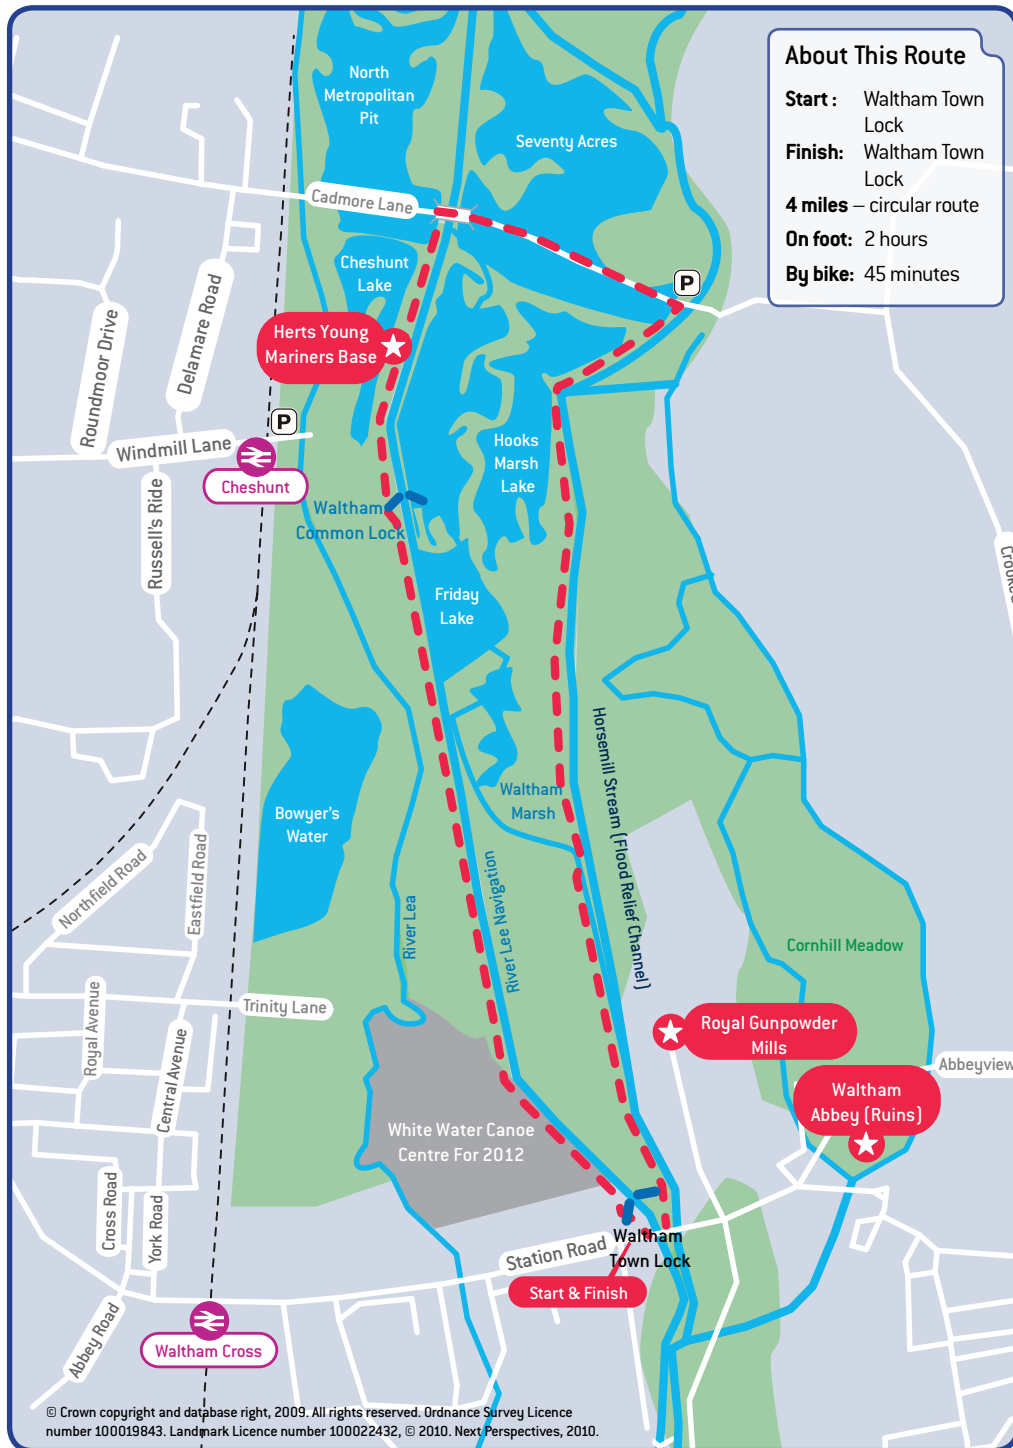 About This Route
Start : Waltham Town
Lock
Finish: Waltham Town
Lock
4 miles – circular route
On foot: 2 hours
By bike: 45 minutes
North
Metropolitan
Pit
Seventy Acres
Cadmore Lane
Cheshunt
Lake
P
Herts Young
Mariners Base
Delamare Road
Roundmoor Drive
P
Windmill Lane
Cheshunt
Russell's Ride
Hooks
Marsh
Lake
Waltham
Common Lock
Friday
Lake
Horsemill Stream (Flood Relief Channel)
Waltham
Marsh
Bowyer's
Water
Northfield Road
Eastfield Road
River Lea
River Lee Navigation
Cornhill Meadow
Trinity Lane
Royal Avenue
Central Avenue
Royal Gunpowder
Mills
Abbeyview
Waltham
Abbey (Ruins)
White Water Canoe
Centre For 2012
Cross Road
York Road
Station Road
Waltham
Town Lock
Start & Finish
Abbey Road
Waltham Cross
© Crown copyright and database right, 2009. All rights reserved. Ordnance Survey Licence
number 100019843. Landmark Licence number 100022432, © 2010. Next Perspectives, 2010.